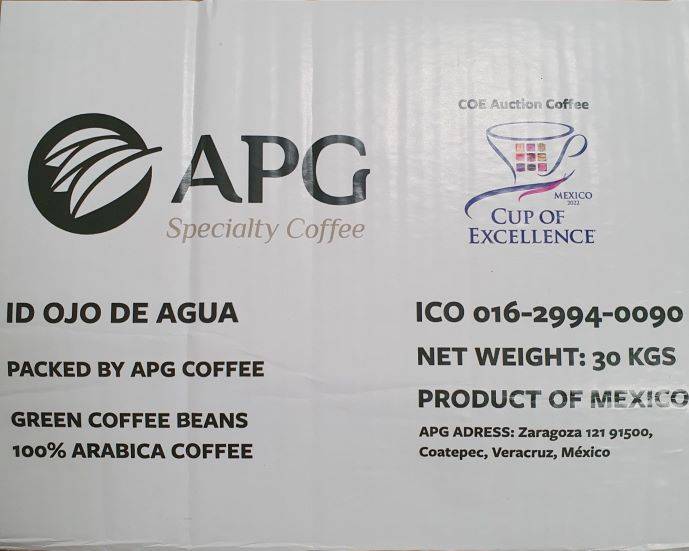 COE Auction Coffee
APG
Specialty Coffee
MEXICO
2022
CUP OF
EXCELLENCE
ID OJO DE AGUA
PACKED BY APG COFFEE
GREEN COFFEE BEANS
100% ARABICA COFFEE
ICO 016-2994-0090
NET WEIGHT: 30 KGS
PRODUCT OF MEXICO
APG ADRESS: Zaragoza 121 91500,
Coatepec, Veracruz, México